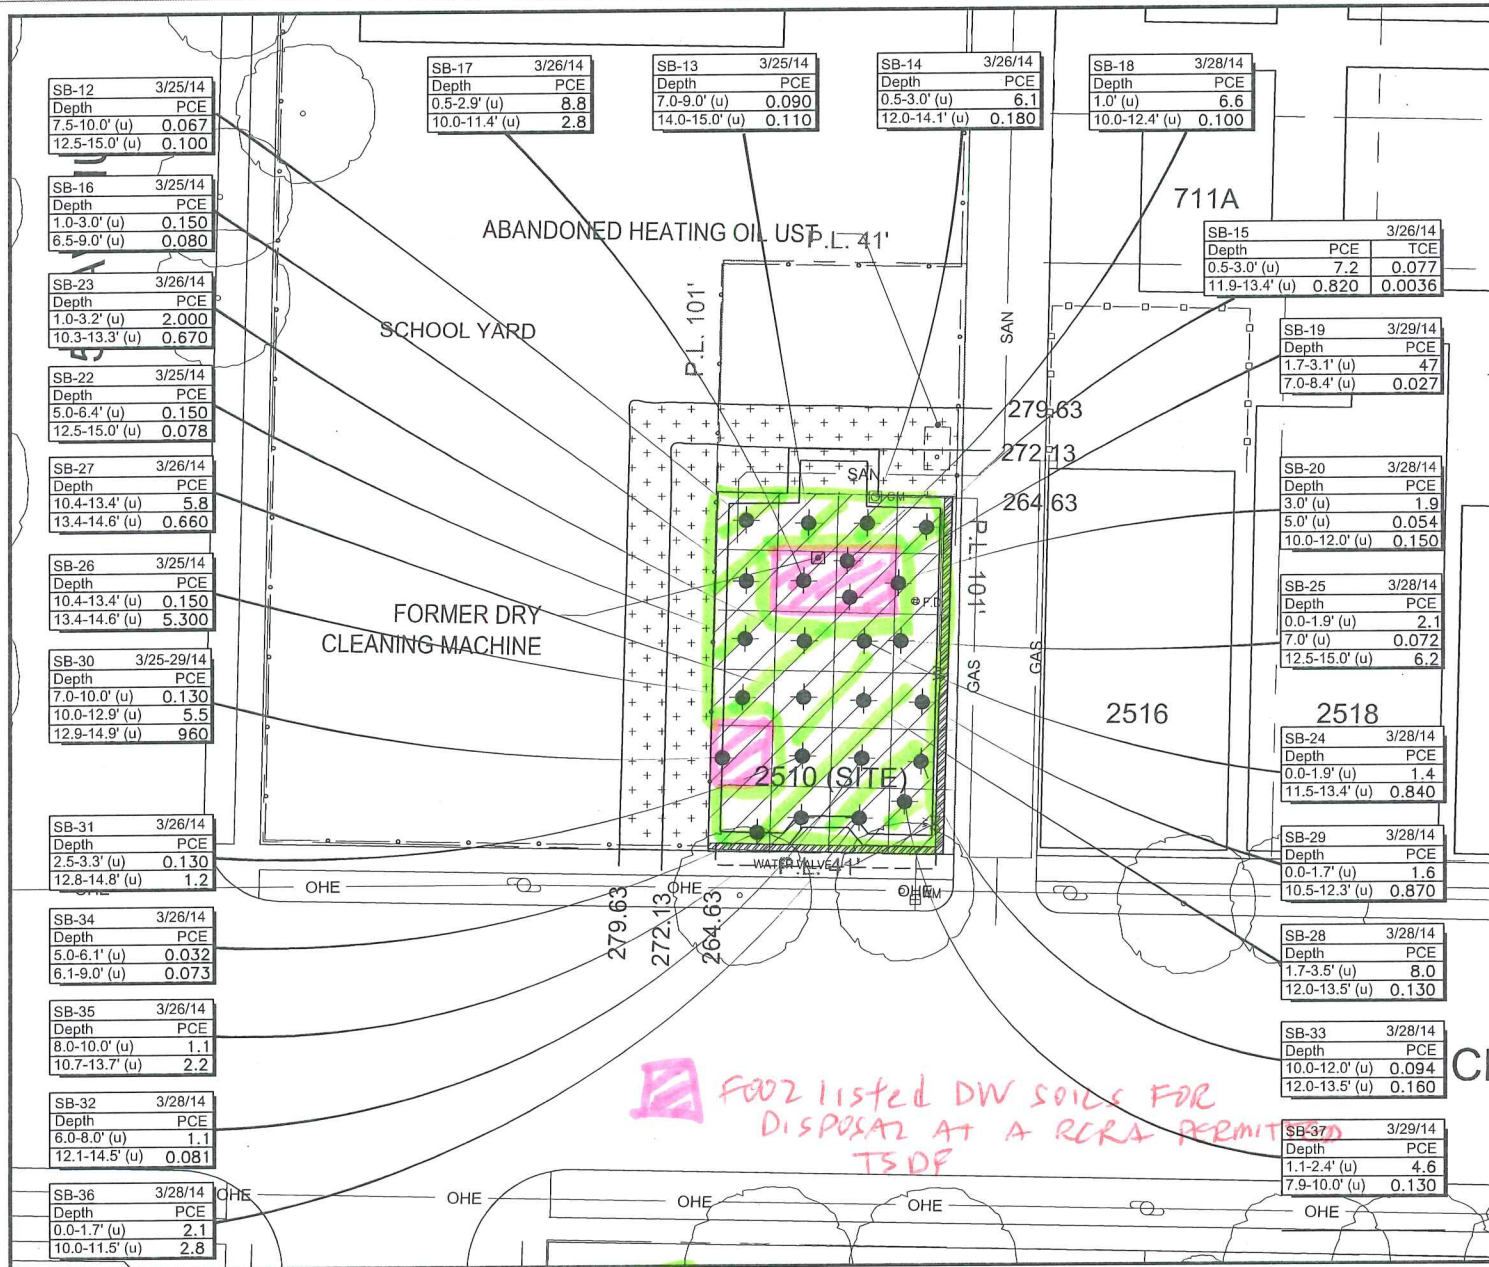 SB-12 3/25/14
Depth PCE
7.5-10.0' (u) 0.067
12.5-15.0' (u) 0.100
SB-17 3/26/14
Depth PCE
0.5-2.9' (u) 8.8
10.0-11.4' (u) 2.8
SB-13 3/25/14
Depth PCE
7.0-9.0' (u) 0.090
14.0-15.0' (u) 0.110
SB-14 3/26/14
Depth PCE
0.5-3.0' (u) 6.1
12.0-14.1' (u) 0.180
SB-18 3/28/14
Depth PCE
1.0' (u) 6.6
10.0-12.4' (u) 0.100
SB-16 3/25/14
Depth PCE
1.0-3.0' (u) 0.150
6.5-9.0' (u) 0.080
711A
ABANDONED HEATING OIL UST
P.L. 41'
SB-15 3/26/14
Depth PCE TCE
0.5-3.0' (u) 7.2 0.077
11.9-13.4' (u) 0.820 0.0036
SB-23 3/26/14
Depth PCE
1.0-3.2' (u) 2.000
10.3-13.3' (u) 0.670
P.L. 101'
SCHOOL YARD
SAN
SB-19 3/29/14
Depth PCE
1.7-3.1' (u) 47
7.0-8.4' (u) 0.027
SB-22 3/25/14
Depth PCE
5.0-6.4' (u) 0.150
12.5-15.0' (u) 0.078
279.63
272.13
264.63
SAN
GM
SB-27 3/26/14
Depth PCE
10.4-13.4' (u) 5.8
13.4-14.6' (u) 0.660
SB-20 3/28/14
Depth PCE
3.0' (u) 1.9
5.0' (u) 0.054
10.0-12.0' (u) 0.150
SB-26 3/25/14
Depth PCE
10.4-13.4' (u) 0.150
13.4-14.6' (u) 5.300
P.L. 101'
F.D.
FORMER DRY
CLEANING MACHINE
SB-25 3/28/14
Depth PCE
0.0-1.9' (u) 2.1
7.0' (u) 0.072
12.5-15.0' (u) 6.2
GAS
GAS
SB-30 3/25-29/14
Depth PCE
7.0-10.0' (u) 0.130
10.0-12.9' (u) 5.5
12.9-14.9' (u) 960
2516
2518
2510 (SITE)
SB-24 3/28/14
Depth PCE
0.0-1.9' (u) 1.4
11.5-13.4' (u) 0.840
SB-31 3/26/14
Depth PCE
2.5-3.3' (u) 0.130
12.8-14.8' (u) 1.2
SB-29 3/28/14
Depth PCE
0.0-1.7' (u) 1.6
10.5-12.3' (u) 0.870
WATER VALVE
P.L. 41'
OHE
OHE
OHE
OHE
WM
279.63
272.13
264.63
SB-34 3/26/14
Depth PCE
5.0-6.1' (u) 0.032
6.1-9.0' (u) 0.073
SB-28 3/28/14
Depth PCE
1.7-3.5' (u) 8.0
12.0-13.5' (u) 0.130
SB-35 3/26/14
Depth PCE
8.0-10.0' (u) 1.1
10.7-13.7' (u) 2.2
SB-33 3/28/14
Depth PCE
10.0-12.0' (u) 0.094
12.0-13.5' (u) 0.160
F002 listed DW SOILS FOR
DISPOSAL AT A RCRA PERMITTED
TSDF
SB-32 3/28/14
Depth PCE
6.0-8.0' (u) 1.1
12.1-14.5' (u) 0.081
SB-37 3/29/14
Depth PCE
1.1-2.4' (u) 4.6
7.9-10.0' (u) 0.130
SB-36 3/28/14
Depth PCE
0.0-1.7' (u) 2.1
10.0-11.5' (u) 2.8
OHE
OHE
OHE
OHE
OHE